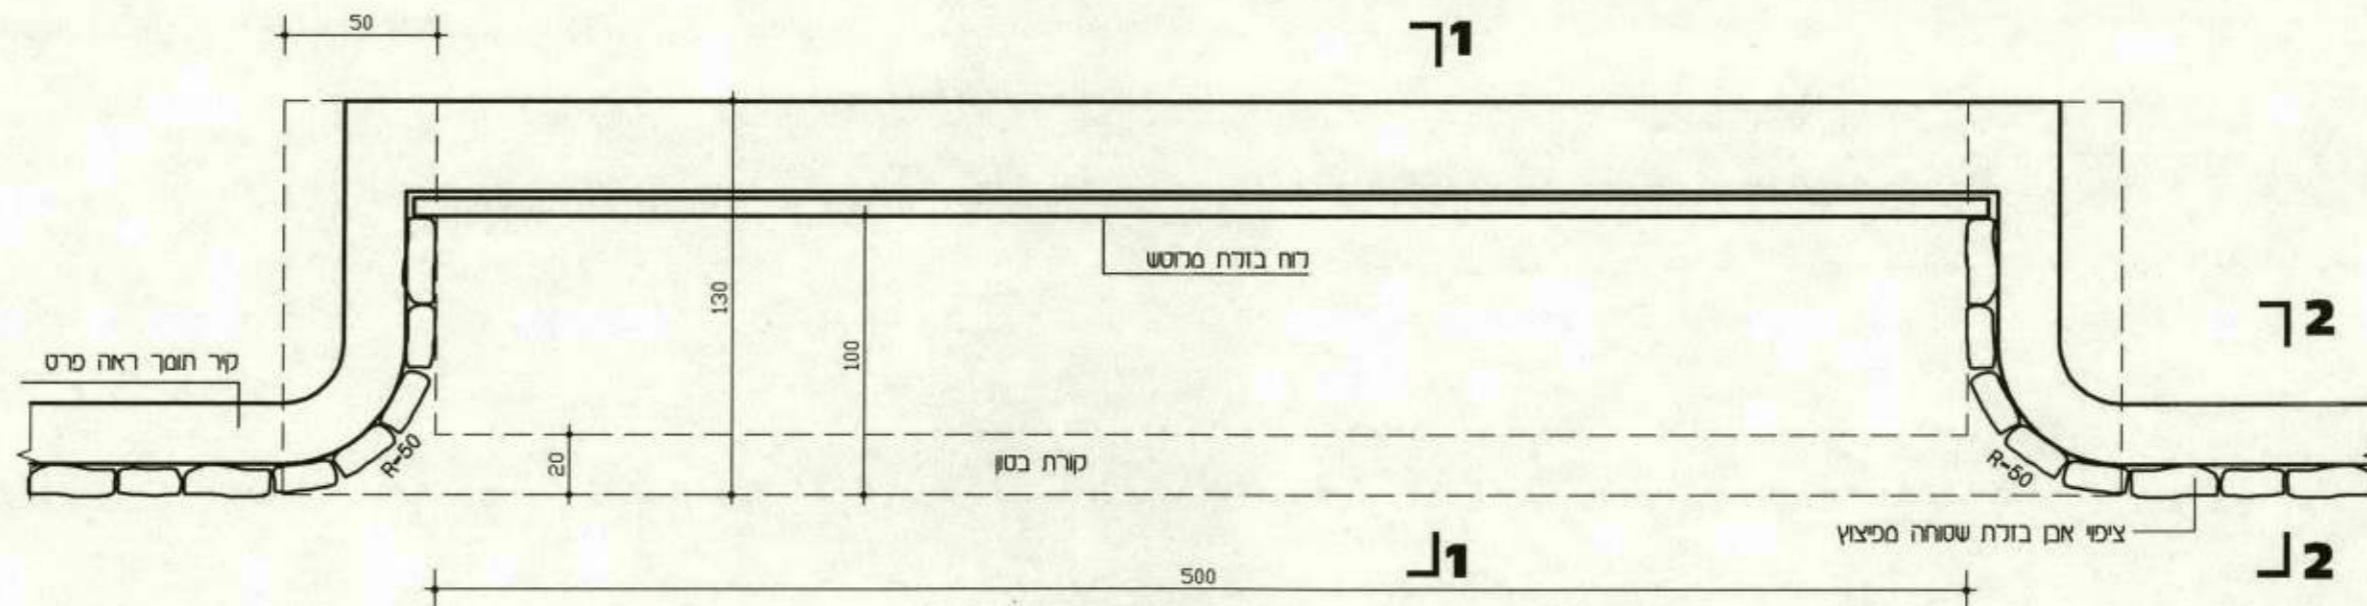 50
1
לוח בזלת מלוטש
130
2
100
קיר תומך ראה פרט
R-50
20
קורת בטון
R-50
ציפוי אבן בזלת שטוחה מפיצוץ
1
2
500